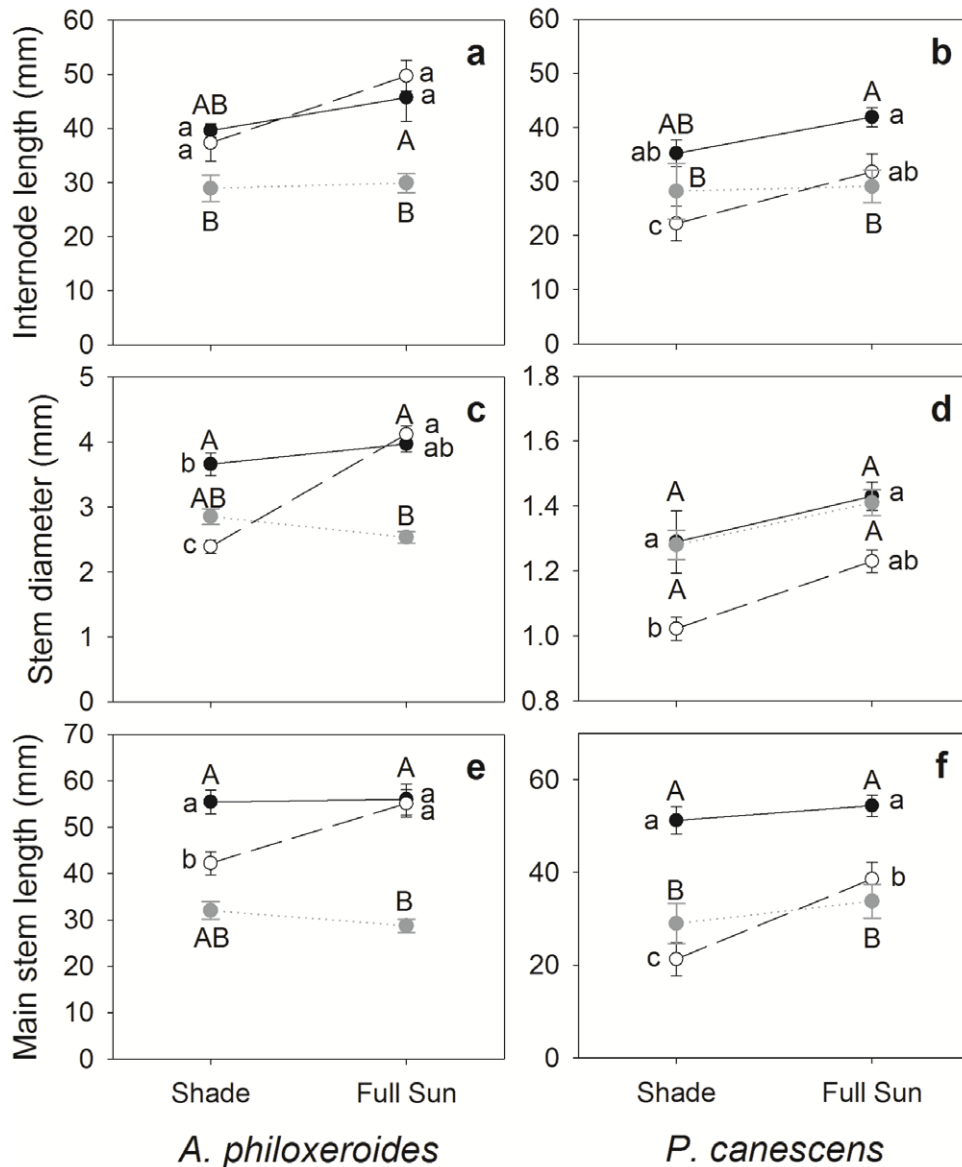 Internode length (mm)
60
50
40
30
20
10
0
a
AB
a
a
B
a
a
A
B
60
50
40
30
20
10
0
b
AB
ab
B
c
A
a
ab
B
Stem diameter (mm)
5
4
3
2
1
0
c
A
b
AB
c
A
a
ab
B
1.8
1.6
1.4
1.2
1.0
0.8
d
A
a
A
b
A
a
A
ab
Main stem length (mm)
70
60
50
40
30
20
10
0
e
A
a
b
AB
A
a
a
B
60
40
20
0
f
A
a
B
c
A
a
b
B
Shade Full Sun
Shade Full Sun
A. philoxeroides
P. canescens